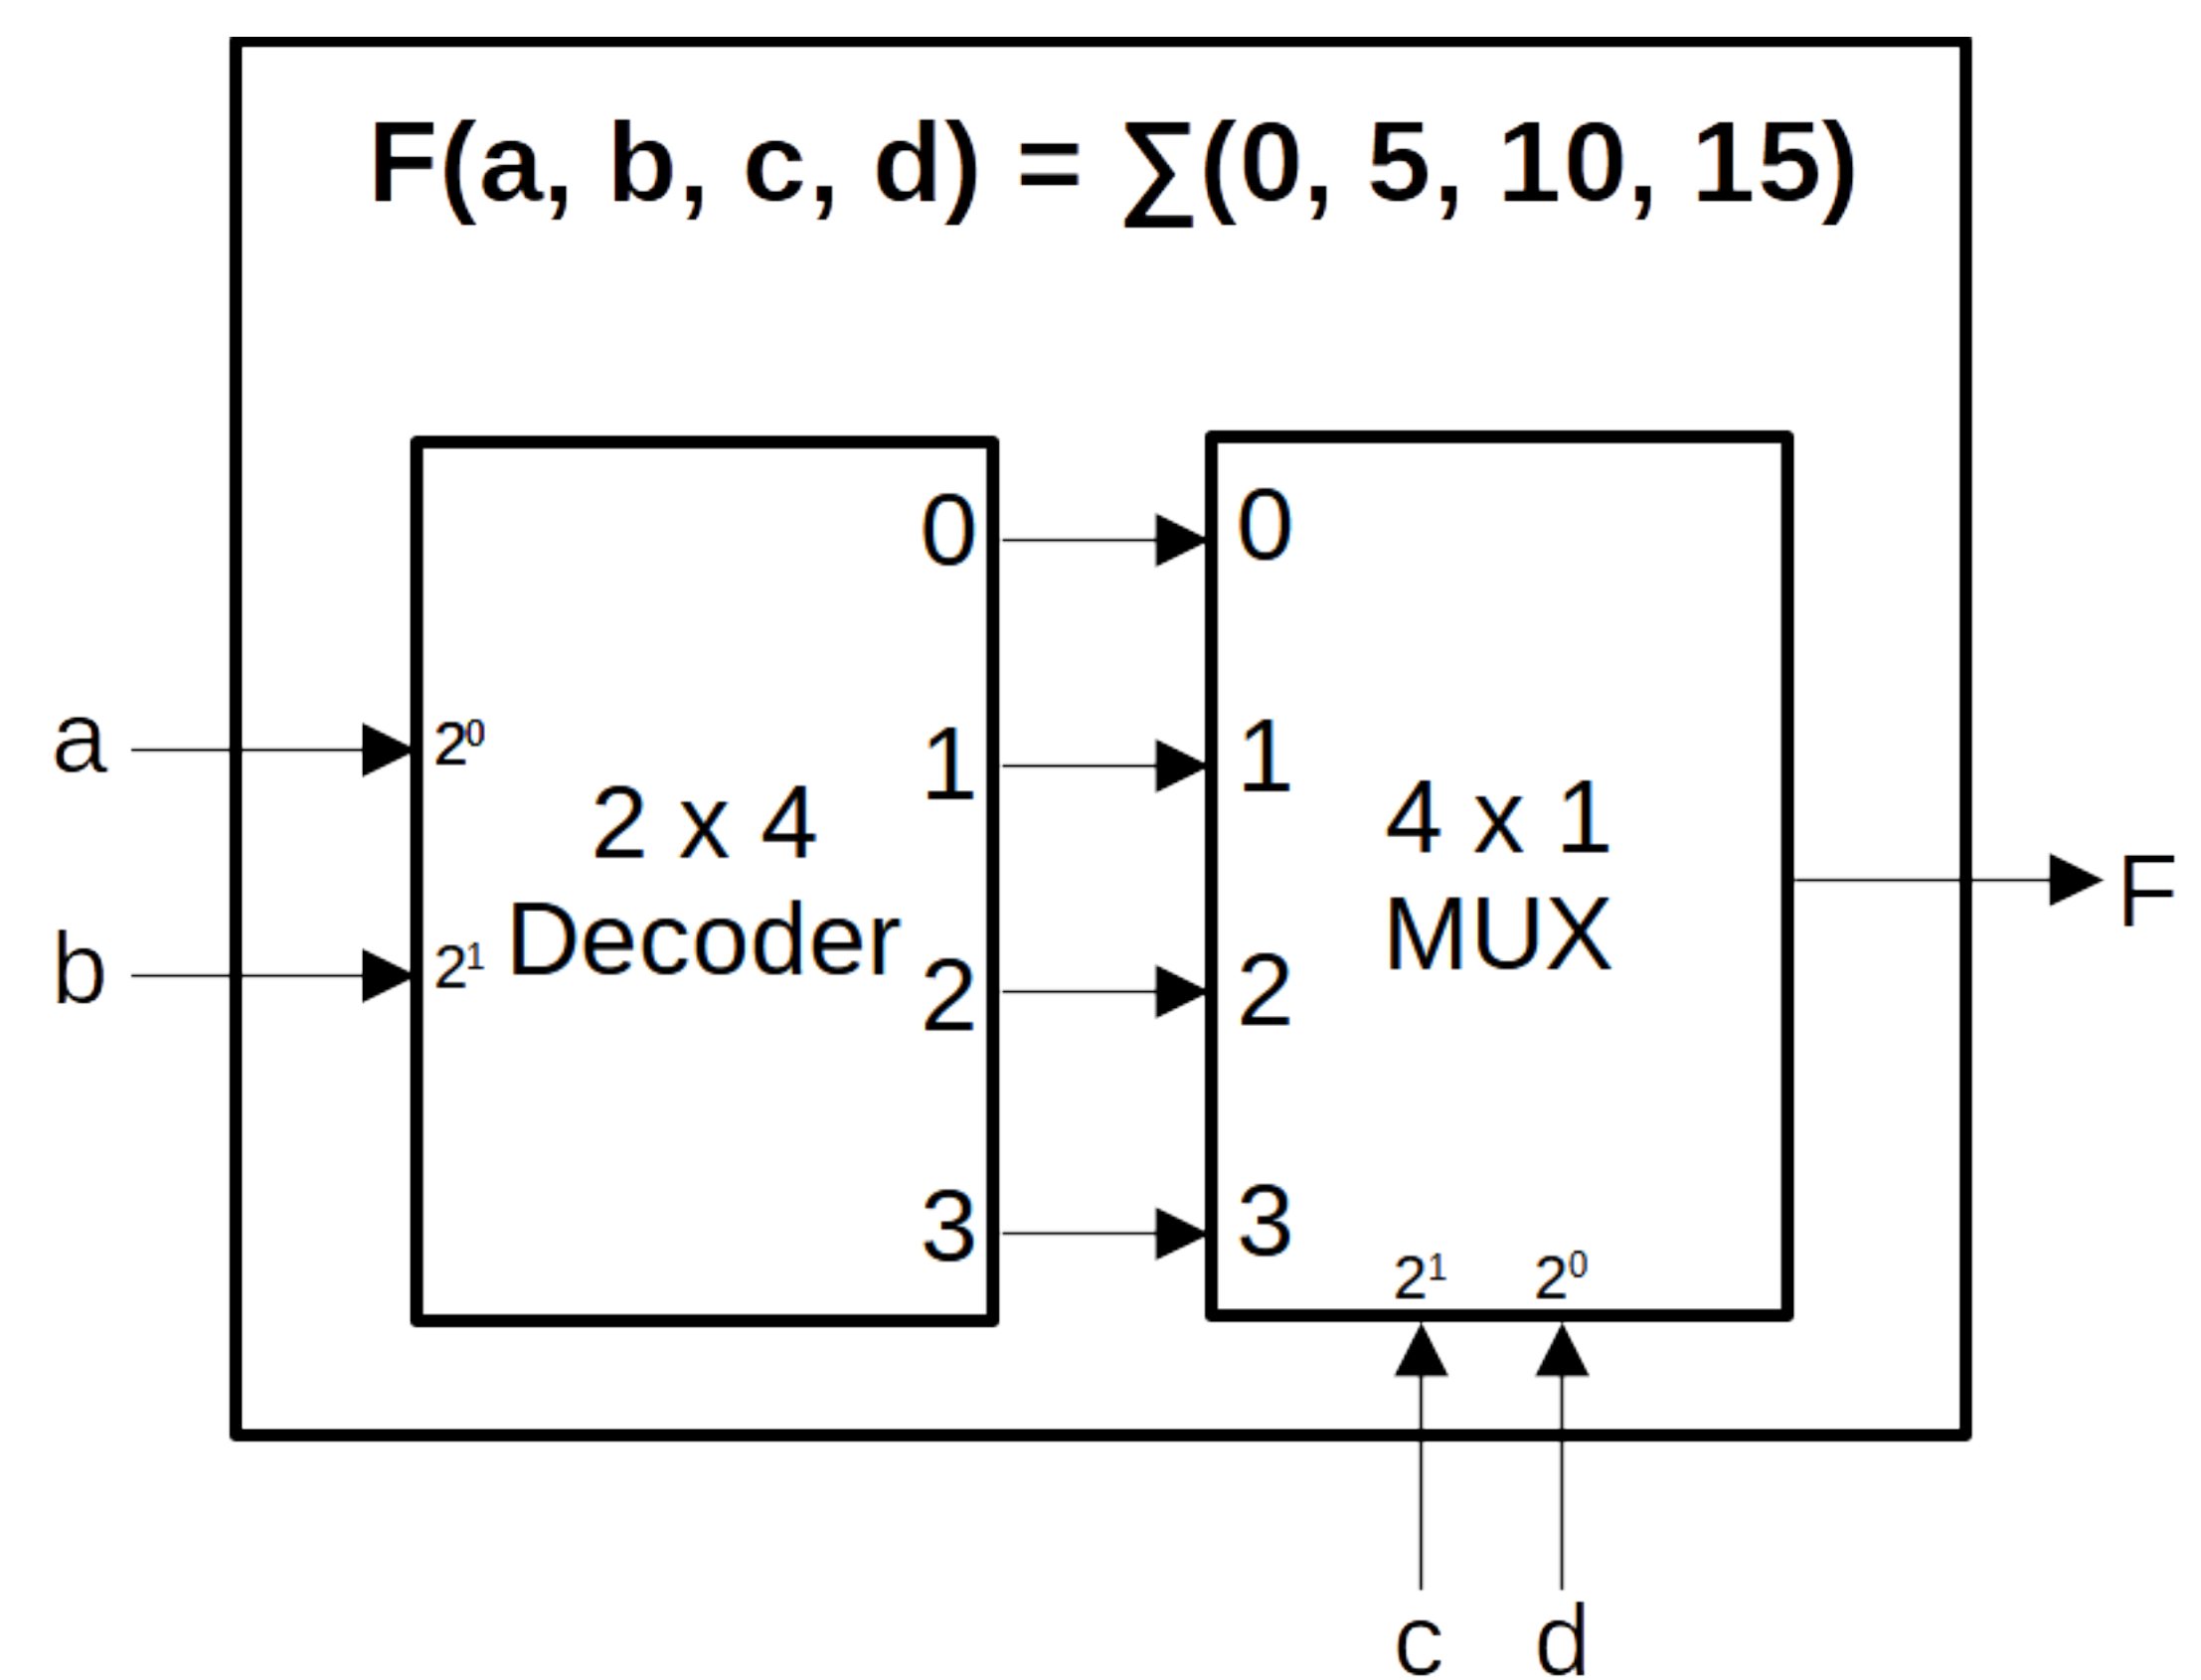 F(a, b, c, d) = ∑(0, 5, 10, 15)
0
0
a
2⁰
1
1
2 x 4
Decoder
4 x 1
MUX
F
b
2¹
2
2
3
3
2¹ 2⁰
c d